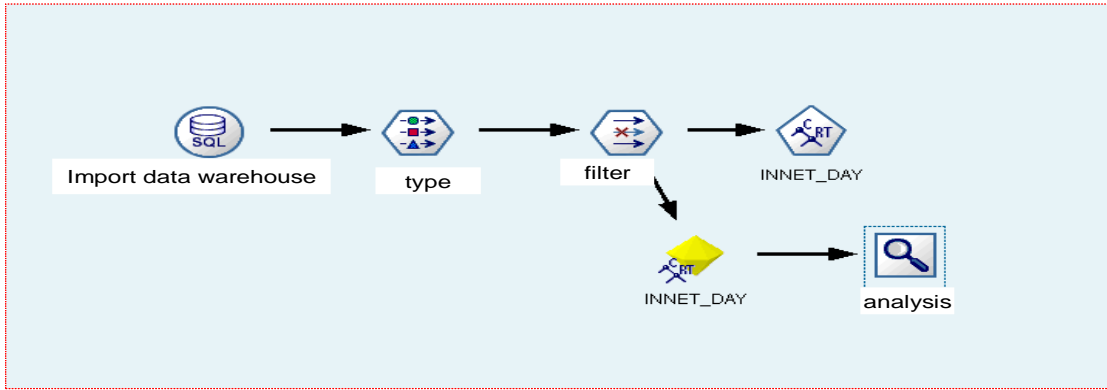 SQL
C
RT
Import data warehouse
type
filter
INNET_DAY
C
RT
INNET_DAY
analysis